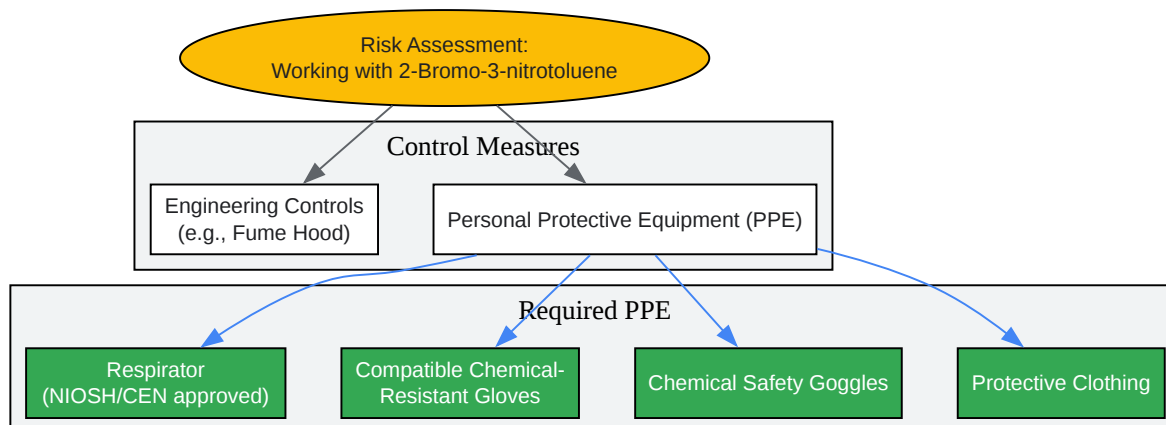 Risk Assessment:
Working with 2-Bromo-3-nitrotoluene
Control Measures
Engineering Controls
(e.g., Fume Hood)
Personal Protective Equipment (PPE)
Required PPE
Respirator
(NIOSH/CEN approved)
Compatible Chemical-
Resistant Gloves
Chemical Safety Goggles
Protective Clothing